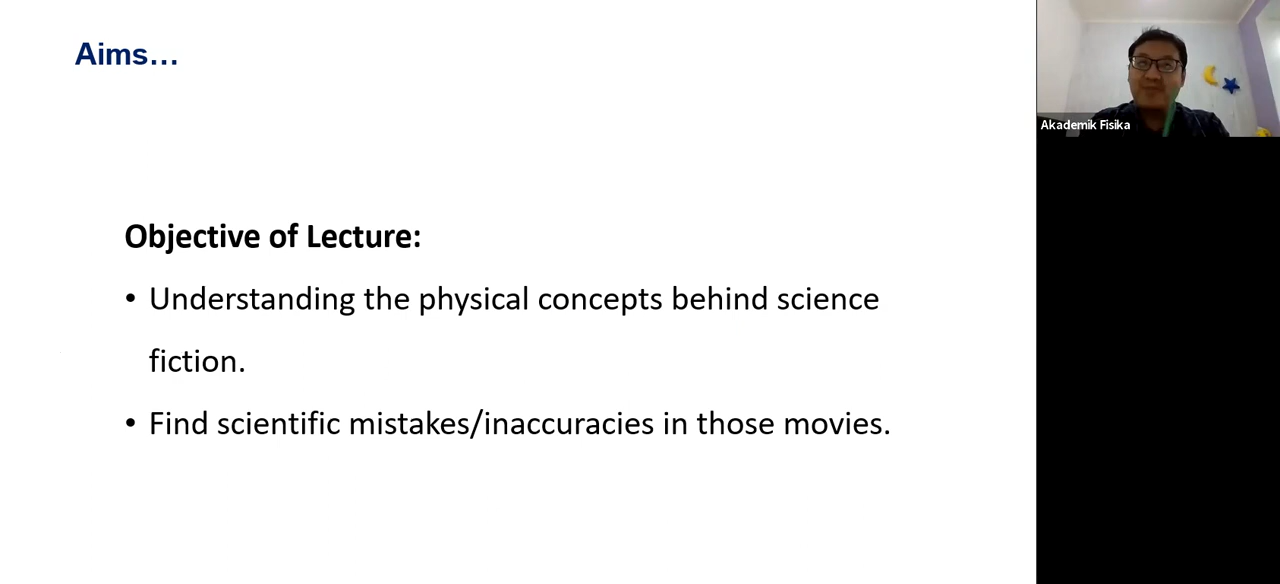 Aims…
Akademik Fisika
Objective of Lecture:
• Understanding the physical concepts behind science
fiction.
• Find scientific mistakes/inaccuracies in those movies.